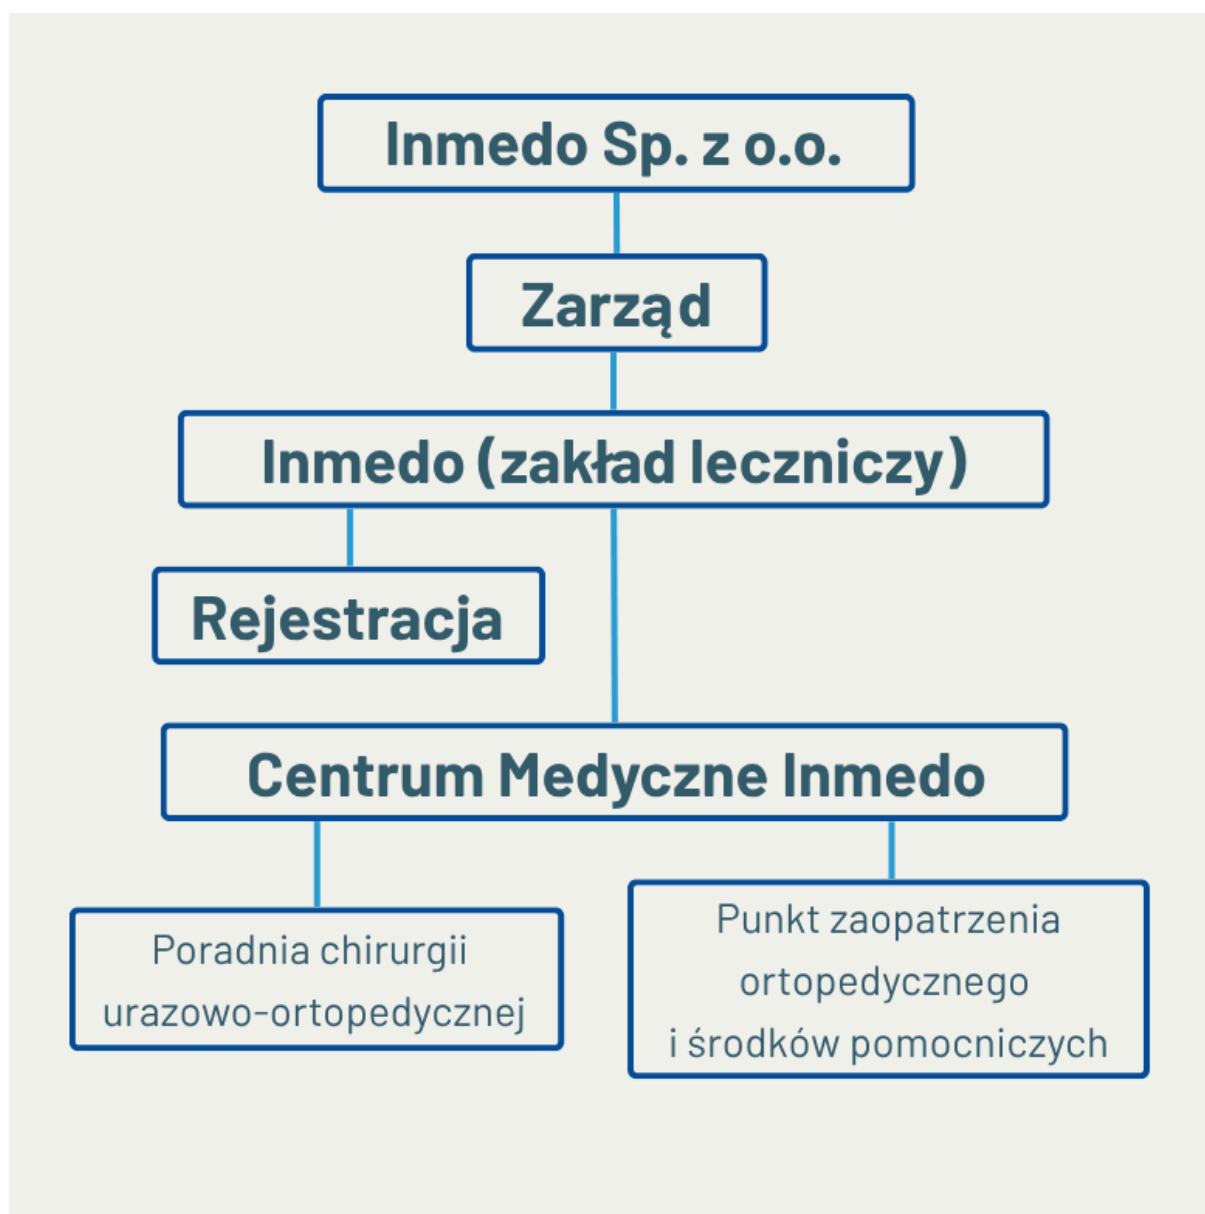 Inmedo Sp. z o.o.
Zarząd
Inmedo (zakład leczniczy)
Rejestracja
Centrum Medyczne Inmedo
Poradnia chirurgii
urazowo-ortopedycznej
Punkt zaopatrzenia
ortopedycznego
i środków pomocniczych